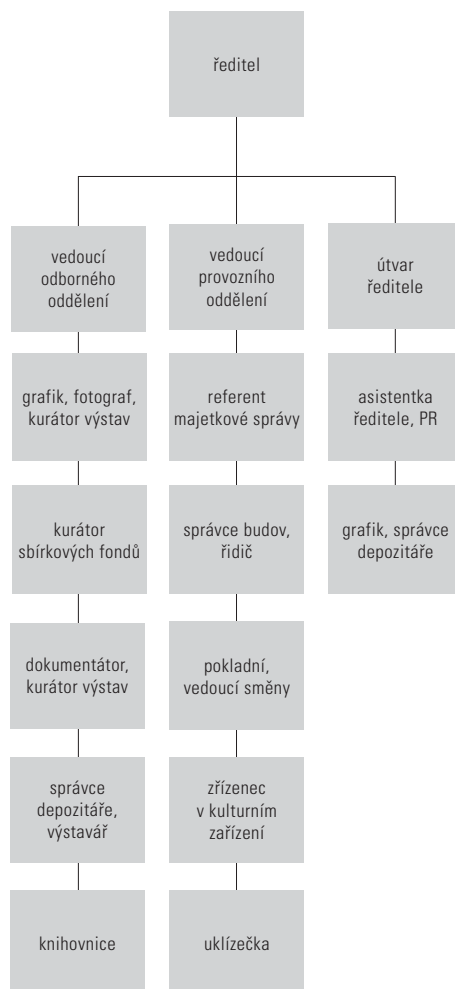 ředitel
vedoucí
odborného
oddělení
vedoucí
provozního
oddělení
útvar
ředitele
grafik, fotograf,
kurátor výstav
referent
majetkové správy
asistentka
ředitele, PR
kurátor
sbírkových fondů
správce budov,
řidič
grafik, správce
depozitáře
dokumentátor,
kurátor výstav
pokladní,
vedoucí směny
správce
depozitáře,
výstavář
zřízenec
v kulturním
zařízení
knihovnice
uklízečka